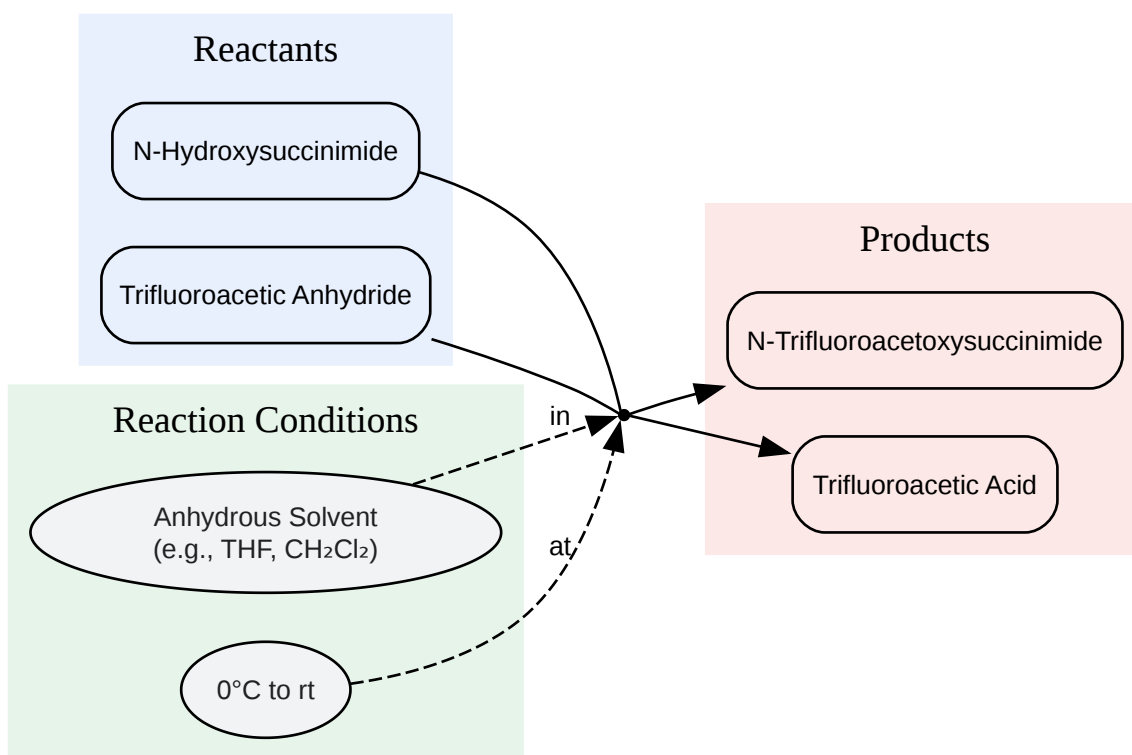 Reactants
N-Hydroxysuccinimide
Trifluoroacetic Anhydride
Reaction Conditions
Anhydrous Solvent
(e.g., THF, CH₂Cl₂)
0°C to rt
in
at
Products
N-Trifluoroacetoxysuccinimide
Trifluoroacetic Acid